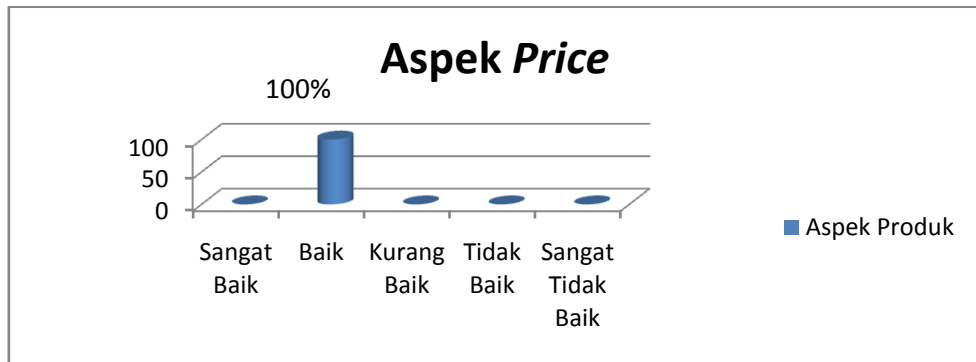 Aspek Price
100%
100
50
0
Sangat
Baik
Baik
Kurang
Baik
Tidak
Baik
Sangat
Tidak
Baik
Aspek Produk